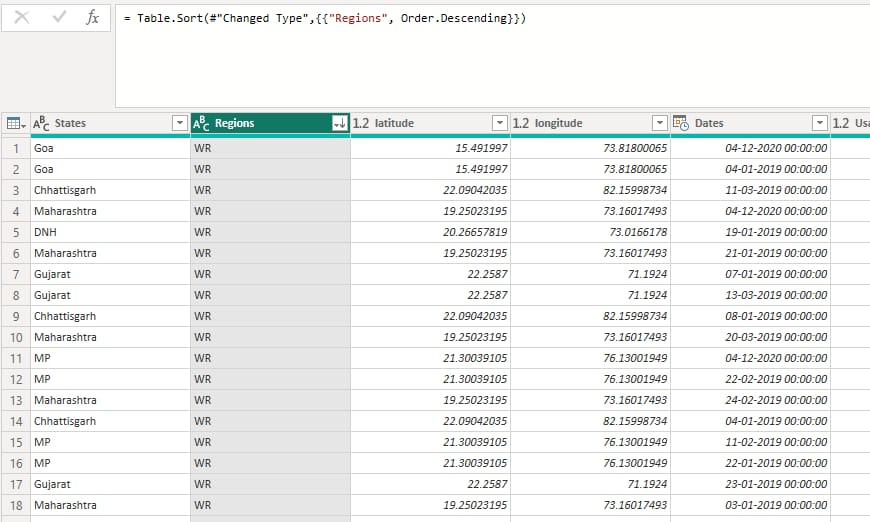 fx = Table.Sort(#"Changed Type",{{"Regions", Order.Descending}})
ABC States ABC Regions 1.2 latitude 1.2 longitude Dates 1.2 Usa
1 Goa WR 15.491997 73.81800065 04-12-2020 00:00:00
2 Goa WR 15.491997 73.81800065 04-01-2019 00:00:00
3 Chhattisgarh WR 22.09042035 82.15998734 11-03-2019 00:00:00
4 Maharashtra WR 19.25023195 73.16017493 04-12-2020 00:00:00
5 DNH WR 20.26657819 73.0166178 19-01-2019 00:00:00
6 Maharashtra WR 19.25023195 73.16017493 21-01-2019 00:00:00
7 Gujarat WR 22.2587 71.1924 07-01-2019 00:00:00
8 Gujarat WR 22.2587 71.1924 13-03-2019 00:00:00
9 Chhattisgarh WR 22.09042035 82.15998734 08-01-2019 00:00:00
10 Maharashtra WR 19.25023195 73.16017493 20-03-2019 00:00:00
11 MP WR 21.30039105 76.13001949 04-12-2020 00:00:00
12 MP WR 21.30039105 76.13001949 22-02-2019 00:00:00
13 Maharashtra WR 19.25023195 73.16017493 24-02-2019 00:00:00
14 Chhattisgarh WR 22.09042035 82.15998734 04-01-2019 00:00:00
15 MP WR 21.30039105 76.13001949 11-02-2019 00:00:00
16 MP WR 21.30039105 76.13001949 22-01-2019 00:00:00
17 Gujarat WR 22.2587 71.1924 23-01-2019 00:00:00
18 Maharashtra WR 19.25023195 73.16017493 03-01-2019 00:00:00